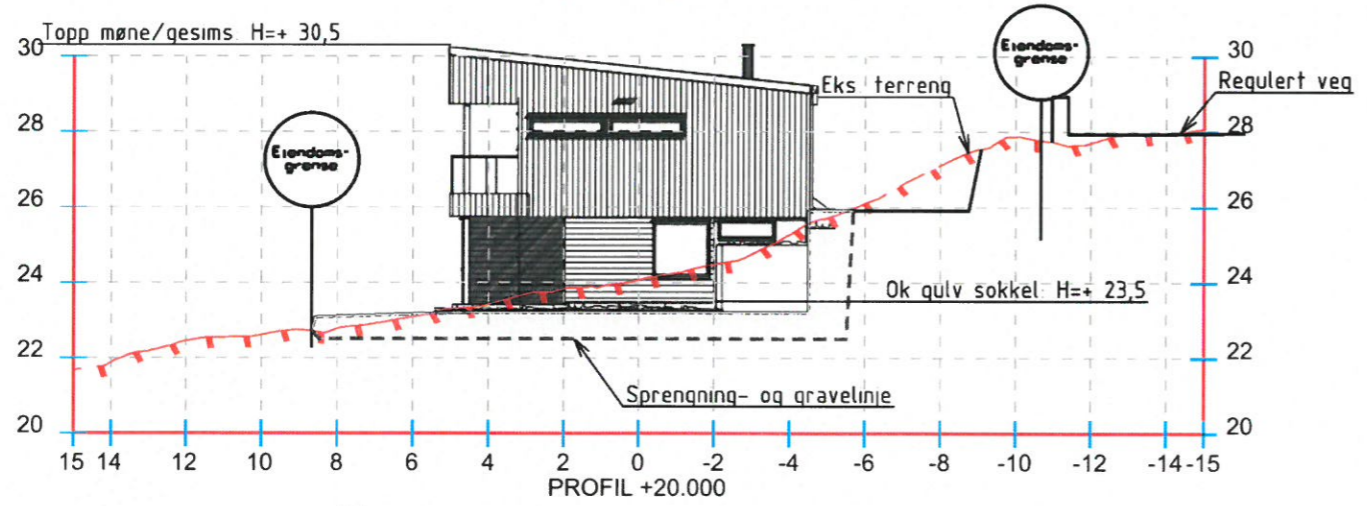 Topp møne/gesims H=+ 30,5
30
30
Eiendoms-
grense
Eks terreng
Regulert veg
28
28
Eiendoms-
grense
26
26
24
24
Ok gulv sokkel H=+ 23,5
22
22
Sprengning- og gravelinje
20
20
15 14 12 10 8 6 4 2 0 -2 -4 -6 -8 -10 -12 -14 -15
PROFIL +20.000